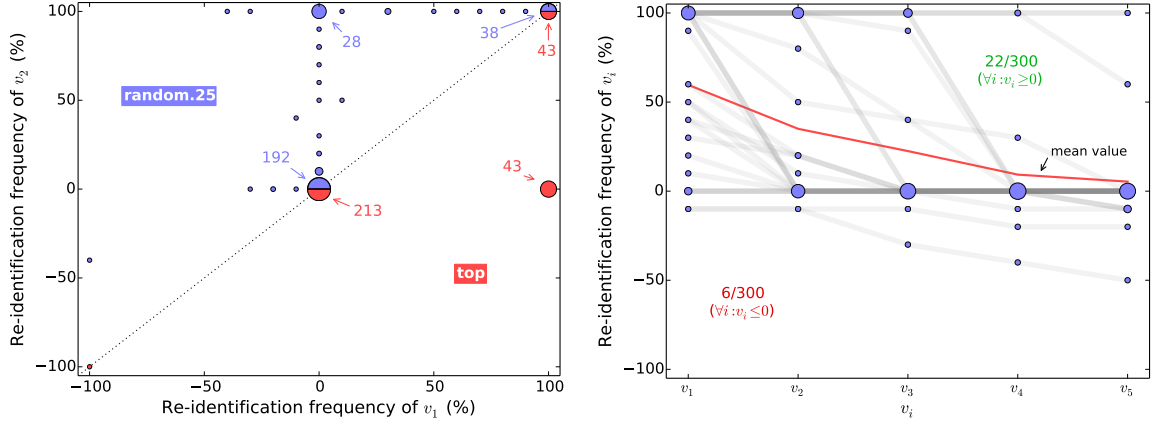 Re-identification frequency of v₂ (%)
100
50
0
−50
−100
random.25
28
38
43
192
213
43
top
−100
−50
0
50
100
Re-identification frequency of v₁ (%)
Re-identification frequency of vᵢ (%)
100
50
0
−50
−100
22/300
(∀i :vᵢ ≥0)
mean value
6/300
(∀i :vᵢ ≤0)
v₁
v₂
v₃
v₄
v₅
vᵢ